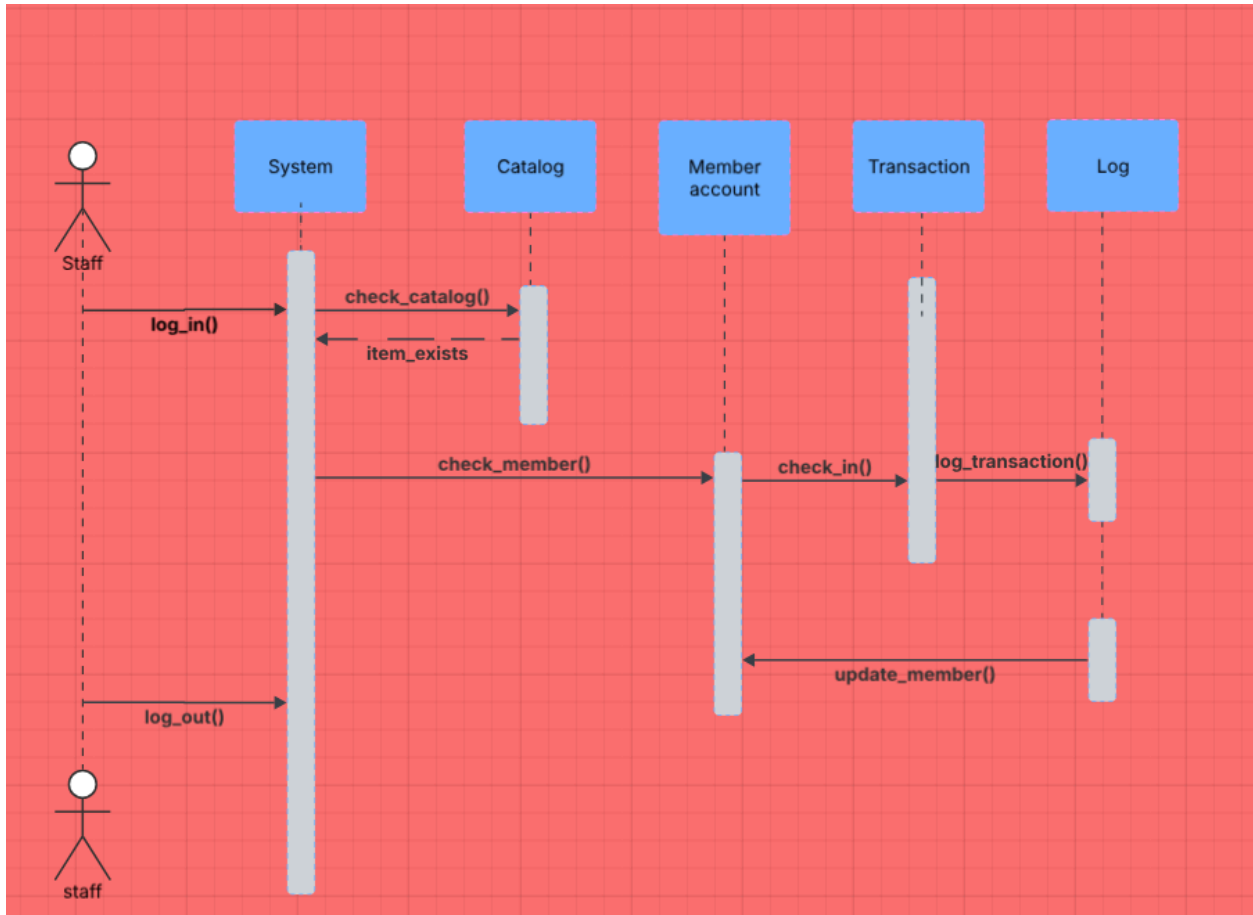 System
Catalog
Member
account
Transaction
Log
Staff
check_catalog()
log_in()
item_exists
check_member()
check_in()
log_transaction()
update_member()
log_out()
staff